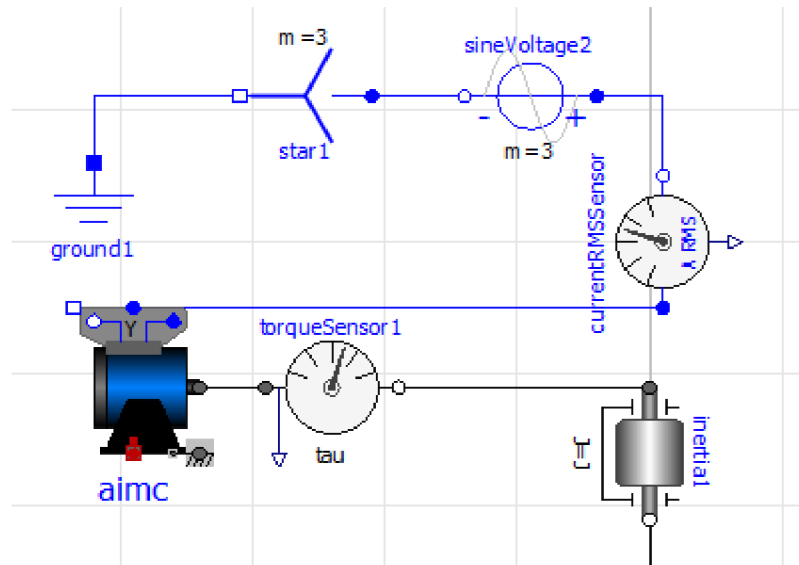 m =3
sineVoltage2
- +
star1
m =3
ground1
currentRMSSensor
Y
torqueSensor1
tau
J=J
inertia1
aimc